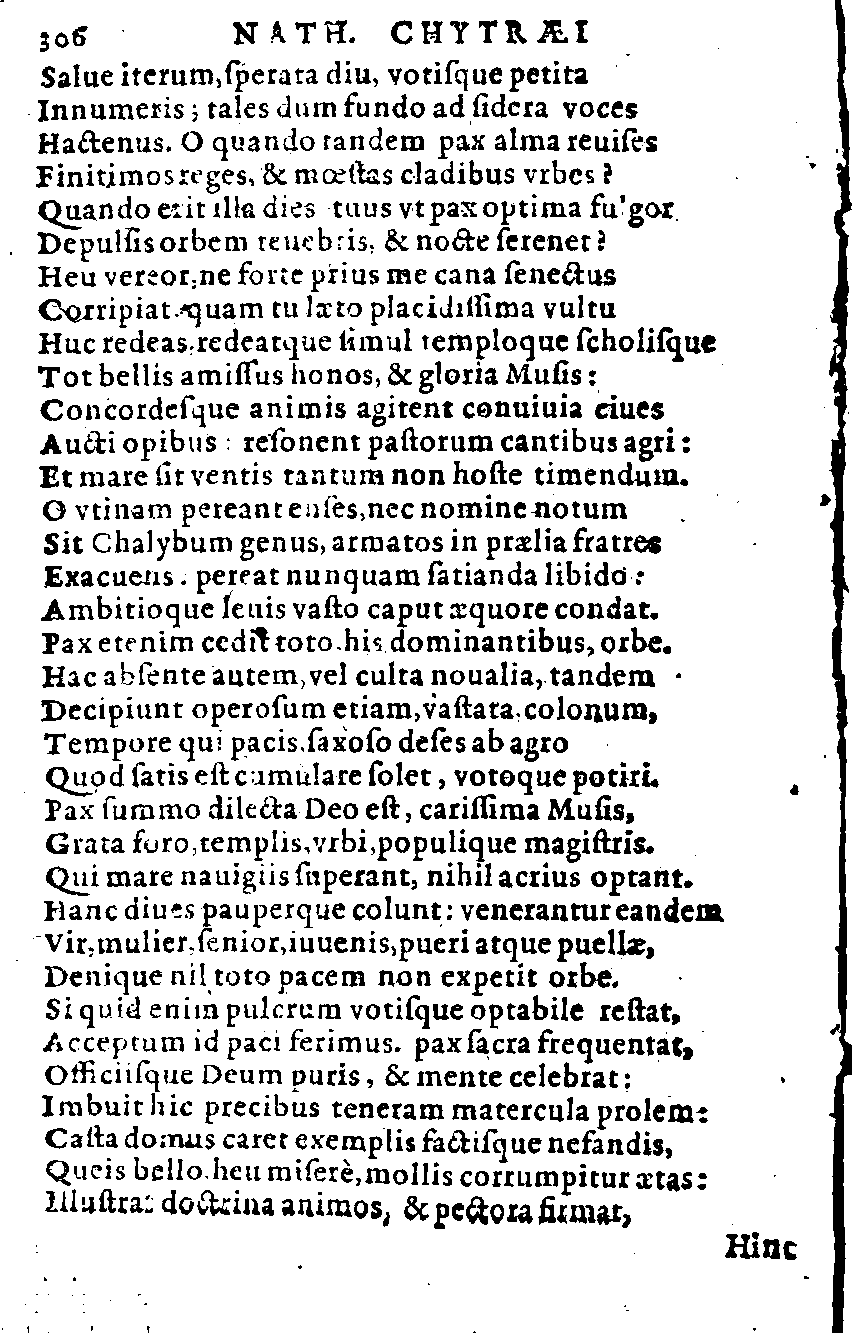 306 NATH. CHYTRÆI
Salue iterum, ſperata diu, votiſque petita
Innumeris; tales dum fundo ad ſidera voces
Hactenus. O quando tandem pax alma reuiſes
Finitimos reges, & mœſtas cladibus vrbes?
Quando erit illa dies tuus vt pax optima fulgor
Depulſis orbem tenebris, & nocte ſerenet?
Heu vereor, ne forte prius me cana ſenectus
Corripiat, quam tu læto placidiſſima vultu
Huc redeas, redeatque ſimul temploque ſcholiſque
Tot bellis amiſſus honos, & gloria Muſis:
Concordeſque animis agitent conuiuia ciues
Aucti opibus: reſonent paſtorum cantibus agri:
Et mare ſit ventis tantum non hoſte timendum.
O vtinam pereant enſes, nec nomine notum
Sit Chalybum genus, armatos in prælia fratres
Exacuens. pereat nunquam ſatianda libido:
Ambitioque leuis vaſto caput æquore condat.
Pax etenim cedit toto, his dominantibus, orbe.
Hac abſente autem, vel culta noualia, tandem
Decipiunt operoſum etiam, vaſtata, colonum,
Tempore qui pacis, ſaxoſo deſes ab agro
Quod ſatis eſt cumulare ſolet, votoque potiri.
Pax ſummo dilecta Deo eſt, cariſſima Muſis,
Grata foro, templis, vrbi, populique magiſtris.
Qui mare nauigiis ſuperant, nihil acrius optant.
Hanc diues pauperque colunt: venerantur eandem
Vir, mulier, ſenior, iuuenis, pueri atque puellæ,
Denique nil toto pacem non expetit orbe.
Si quid enim pulcrum votiſque optabile reſtat,
Acceptum id paci ferimus. pax ſacra frequentat,
Officiiſque Deum puris, & mente celebrat:
Imbuit hic precibus teneram matercula prolem:
Caſta domus caret exemplis factiſque nefandis,
Queis bello, heu miſerè, mollis corrumpitur ætas:
Illuſtrat doctrina animos, & pectora firmat,
Hinc